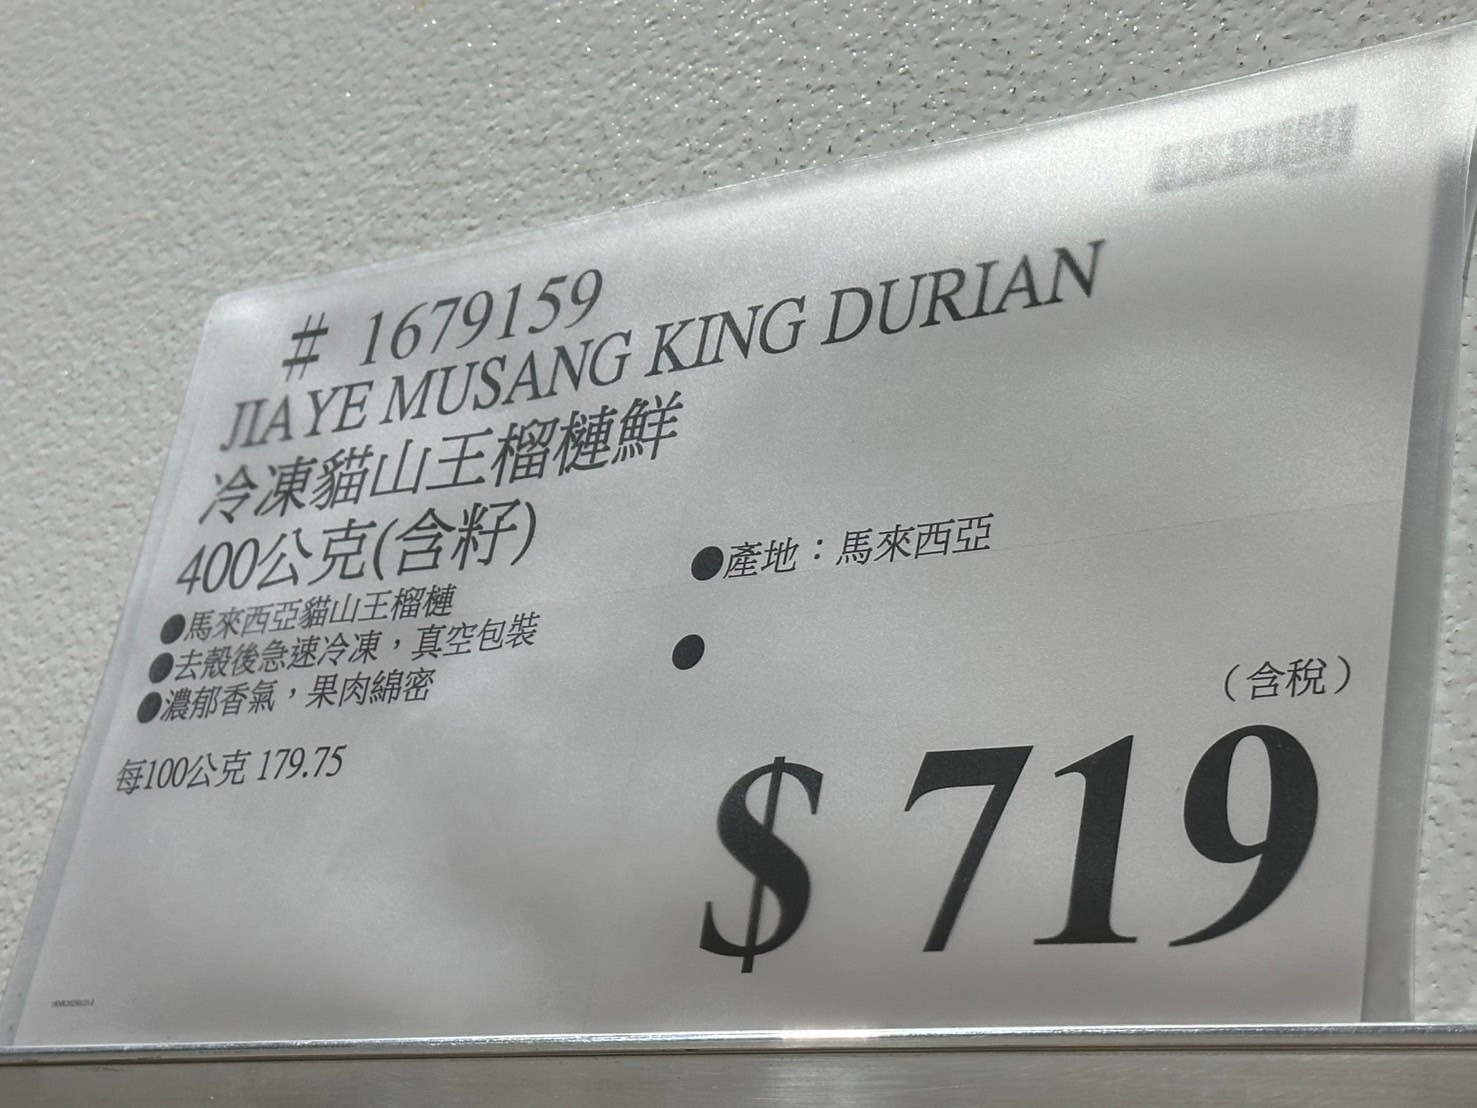 # 1679159
JIAYE MUSANG KING DURIAN
冷凍貓山王榴槤鮮
400公克(含籽)
●馬來西亞貓山王榴槤
●去殼後急速冷凍，真空包裝
●濃郁香氣，果肉綿密
●產地：馬來西亞
●
每100公克 179.75
（含稅）
$ 719